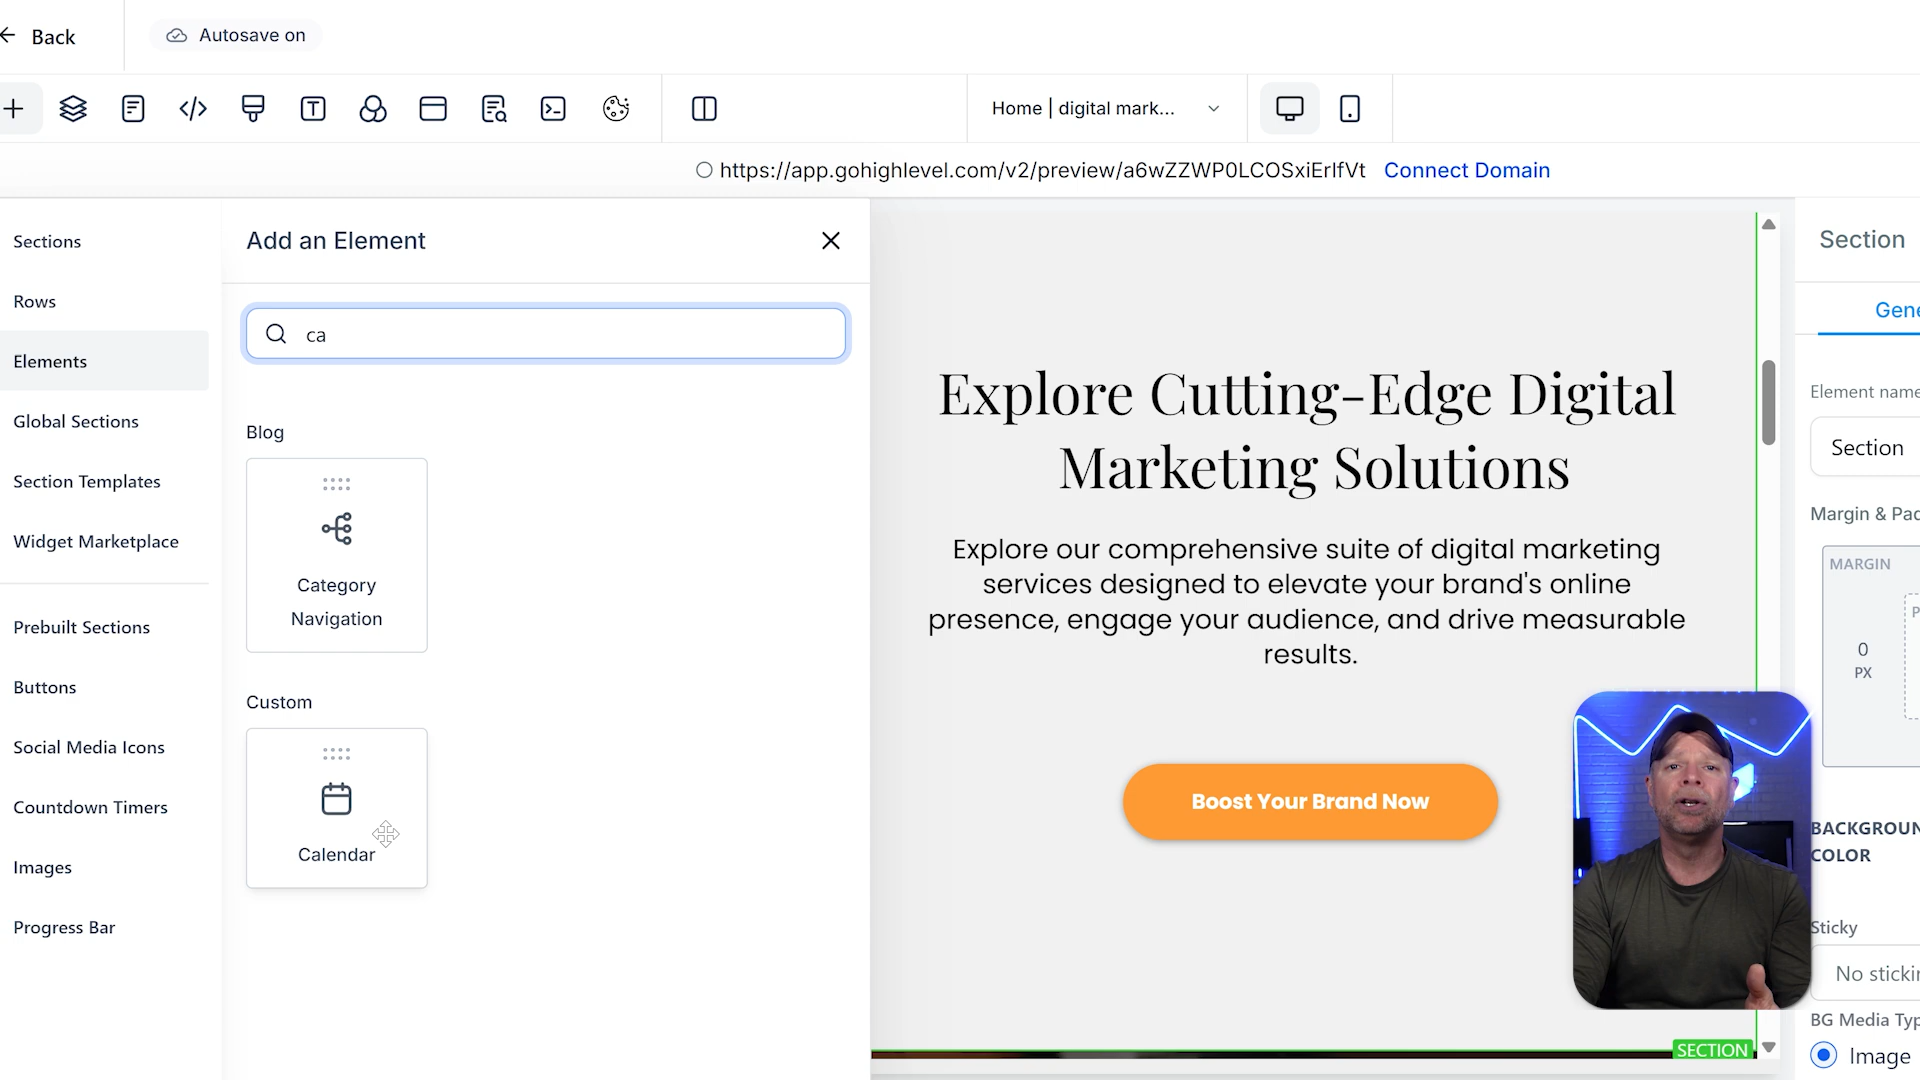 Back
Autosave on
Home | digital mark...
https://app.gohighlevel.com/v2/preview/a6wZZWP0LCOSxiErIfVt Connect Domain
Sections
Rows
Elements
Global Sections
Section Templates
Widget Marketplace
Prebuilt Sections
Buttons
Social Media Icons
Countdown Timers
Images
Progress Bar
Add an Element
ca
Blog
Category
Navigation
Custom
Calendar
Explore Cutting-Edge Digital
Marketing Solutions
Explore our comprehensive suite of digital marketing
services designed to elevate your brand's online
presence, engage your audience, and drive measurable
results.
Boost Your Brand Now
SECTION
Section
Gene
Element name
Section
Margin & Pad
MARGIN
P
0
PX
BACKGROUN
COLOR
Sticky
No stickin
BG Media Typ
Image